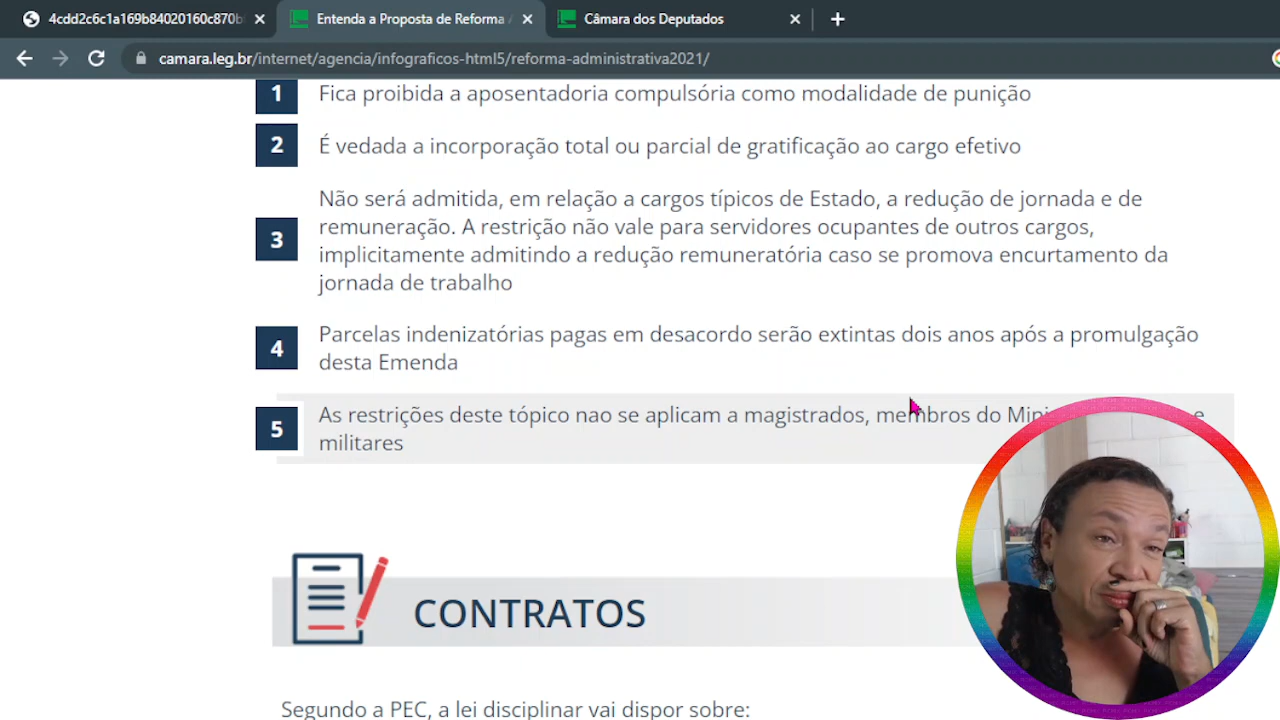 4cdd2c6c1a169b84020160c870b
Entenda a Proposta de Reforma
Câmara dos Deputados
camara.leg.br/internet/agencia/infograficos-html5/reforma-administrativa2021/
1 Fica proibida a aposentadoria compulsória como modalidade de punição
2 É vedada a incorporação total ou parcial de gratificação ao cargo efetivo
Não será admitida, em relação a cargos típicos de Estado, a redução de jornada e de
remuneração. A restrição não vale para servidores ocupantes de outros cargos,
3 implicitamente admitindo a redução remuneratória caso se promova encurtamento da
jornada de trabalho
4 Parcelas indenizatórias pagas em desacordo serão extintas dois anos após a promulgação
desta Emenda
5 As restrições deste tópico nao se aplicam a magistrados, membros do e
militares
CONTRATOS
Segundo a PEC, a lei disciplinar vai dispor sobre: